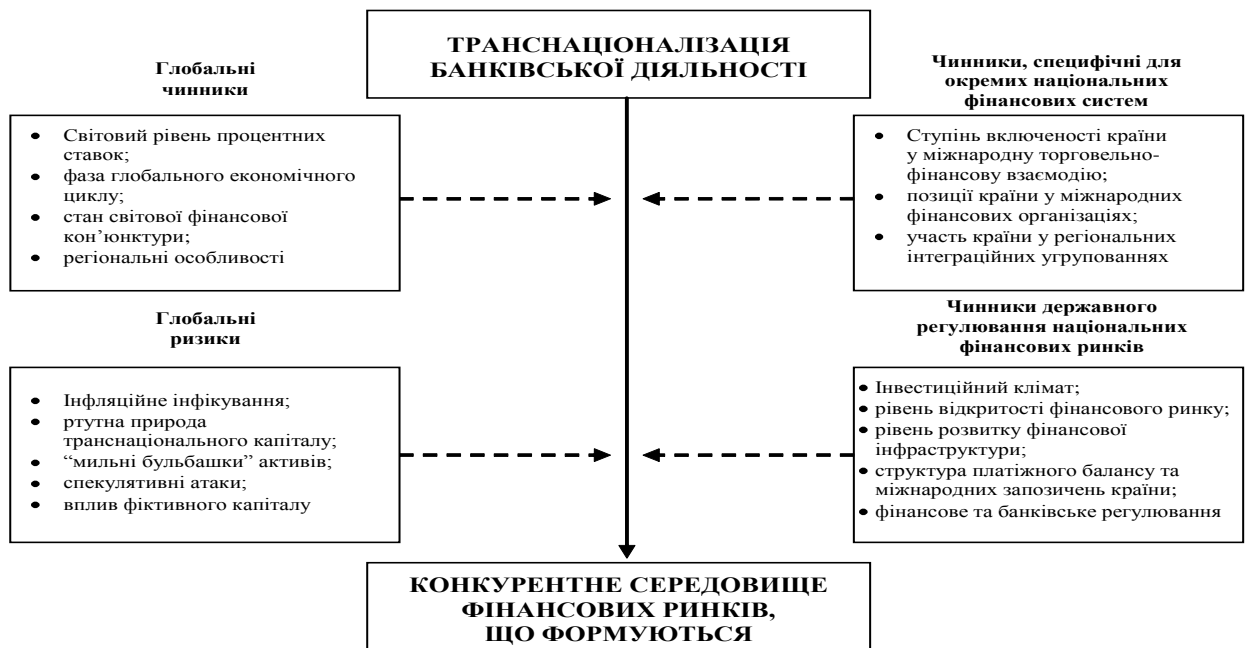 ТРАНСНАЦІОНАЛІЗАЦІЯ
БАНКІВСЬКОЇ ДІЯЛЬНОСТІ
Глобальні
чинники
• Світовий рівень процентних
ставок;
• фаза глобального економічного
циклу;
• стан світової фінансової
кон’юнктури;
• регіональні особливості
Чинники, специфічні для
окремих національних
фінансових систем
• Ступінь включеності країни
у міжнародну торговельно-
фінансову взаємодію;
• позиції країни у міжнародних
фінансових організаціях;
• участь країни у регіональних
інтеграційних угрупованнях
Глобальні
ризики
• Інфляційне інфікування;
• ртутна природа
транснаціонального капіталу;
• “мильні бульбашки” активів;
• спекулятивні атаки;
• вплив фіктивного капіталу
Чинники державного
регулювання національних
фінансових ринків
• Інвестиційний клімат;
• рівень відкритості фінансового ринку;
• рівень розвитку фінансової
інфраструктури;
• структура платіжного балансу та
міжнародних запозичень країни;
• фінансове та банківське регулювання
КОНКУРЕНТНЕ СЕРЕДОВИЩЕ
ФІНАНСОВИХ РИНКІВ,
ЩО ФОРМУЮТЬСЯ